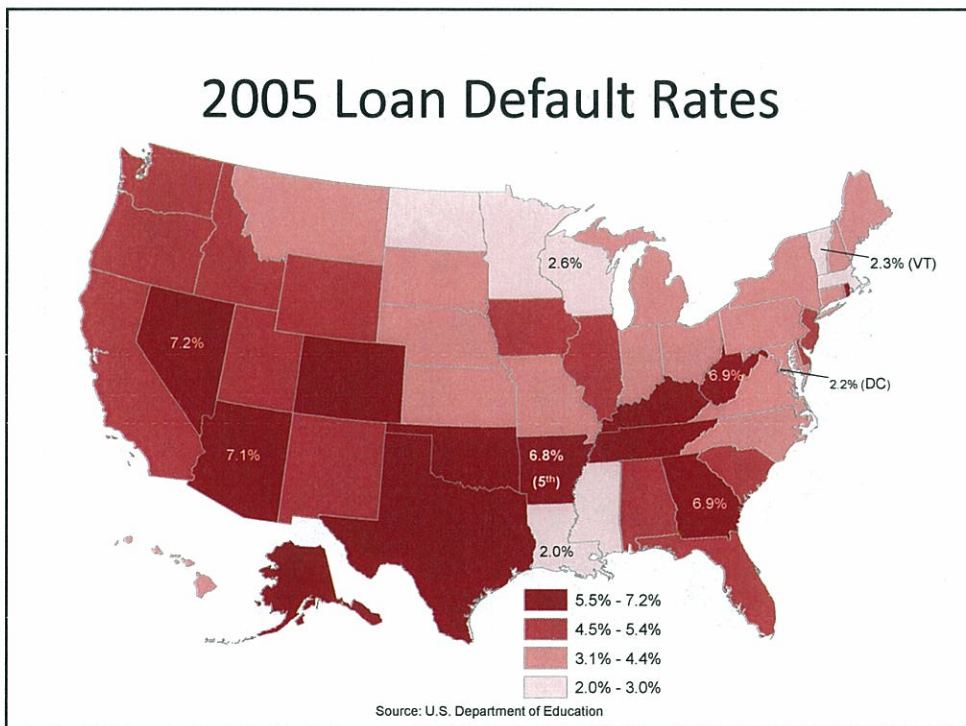 2005 Loan Default Rates
2.6%
2.3% (VT)
7.2%
6.9%
2.2% (DC)
7.1%
6.8%
(5th)
6.9%
2.0%
5.5% - 7.2%
4.5% - 5.4%
3.1% - 4.4%
2.0% - 3.0%
Source: U.S. Department of Education